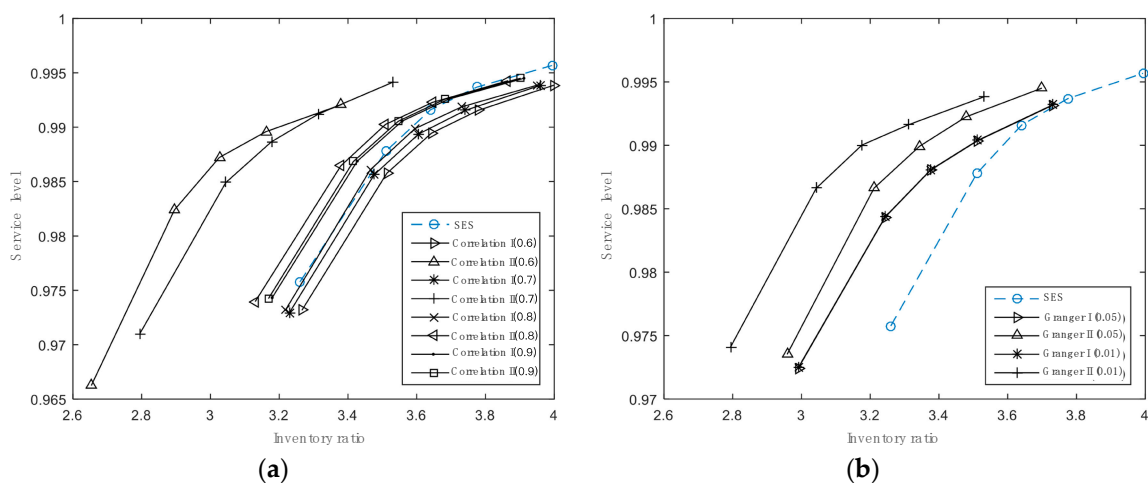 1
0.995
0.99
0.985
0.98
0.975
0.97
0.965
Service level
2.6 2.8 3 3.2 3.4 3.6 3.8 4
Inventory ratio
SES
Correlation I(0.6)
Correlation II(0.6)
Correlation I(0.7)
Correlation II(0.7)
Correlation I(0.8)
Correlation II(0.8)
Correlation I(0.9)
Correlation II(0.9)
(a)
1
0.995
0.99
0.985
0.98
0.975
0.97
Service level
2.6 2.8 3 3.2 3.4 3.6 3.8 4
Inventory ratio
SES
Granger I(0.05)
Granger II(0.05)
Granger I(0.01)
Granger II(0.01)
(b)